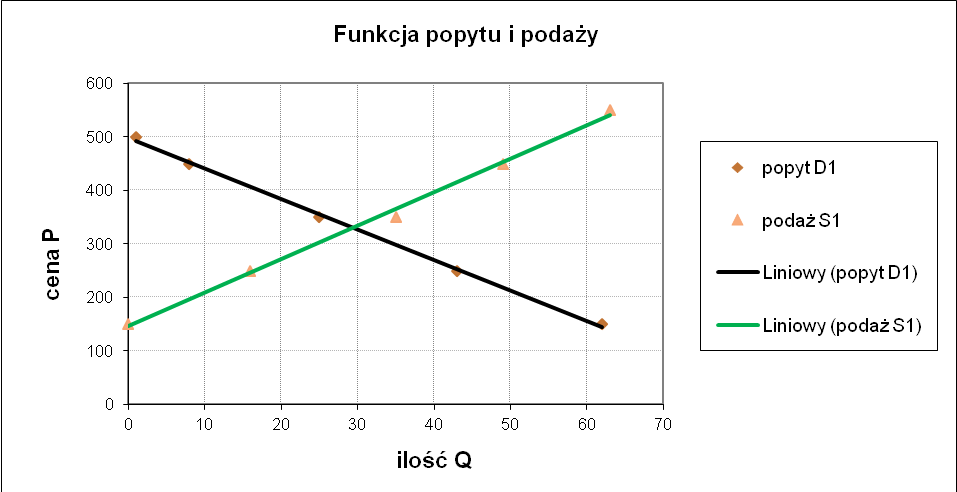 Funkcja popytu i podaży
600
500
400
300
200
100
0
cena P
0 10 20 30 40 50 60 70
ilość Q
popyt D1
podaż S1
Liniowy (popyt D1)
Liniowy (podaż S1)